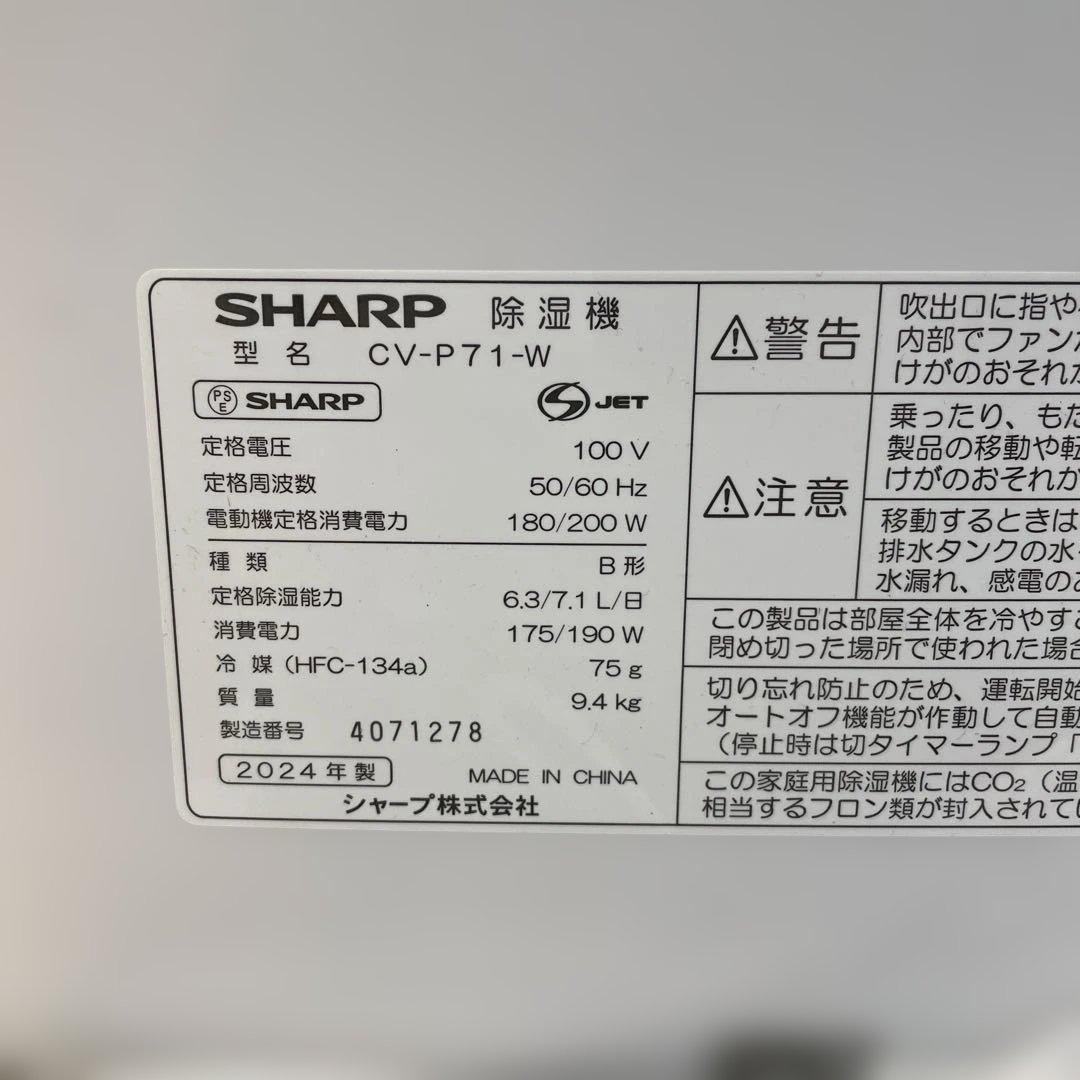 SHARP 除湿機
型名 CV-P71-W
PSE SHARP
S JET
定格電圧 100 V
定格周波数 50/60 Hz
電動機定格消費電力 180/200 W
種類 B形
定格除湿能力 6.3/7.1 L/日
消費電力 175/190 W
冷媒(HFC-134a) 75 g
質量 9.4 kg
製造番号 4071278
2024年製 MADE IN CHINA
シャープ株式会社
⚠警告
吹出口に指や
内部でファン
けがのおそれが
⚠注意
乗ったり、もた
製品の移動や転
けがのおそれが
移動するときは
排水タンクの水
水漏れ、感電のお
この製品は部屋全体を冷やすこ
閉め切った場所で使われた場合
切り忘れ防止のため、運転開始
オートオフ機能が作動して自動
(停止時は切タイマーランプ「
この家庭用除湿機にはCO2(温
相当するフロン類が封入されてい